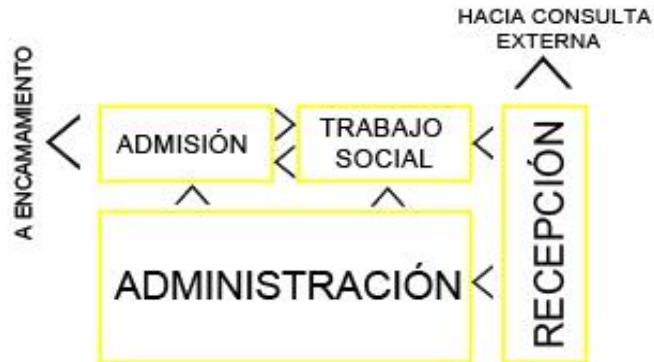 HACIA CONSULTA
EXTERNA
A ENCAMAMIENTO
ADMISIÓN
TRABAJO
SOCIAL
RECEPCIÓN
ADMINISTRACIÓN